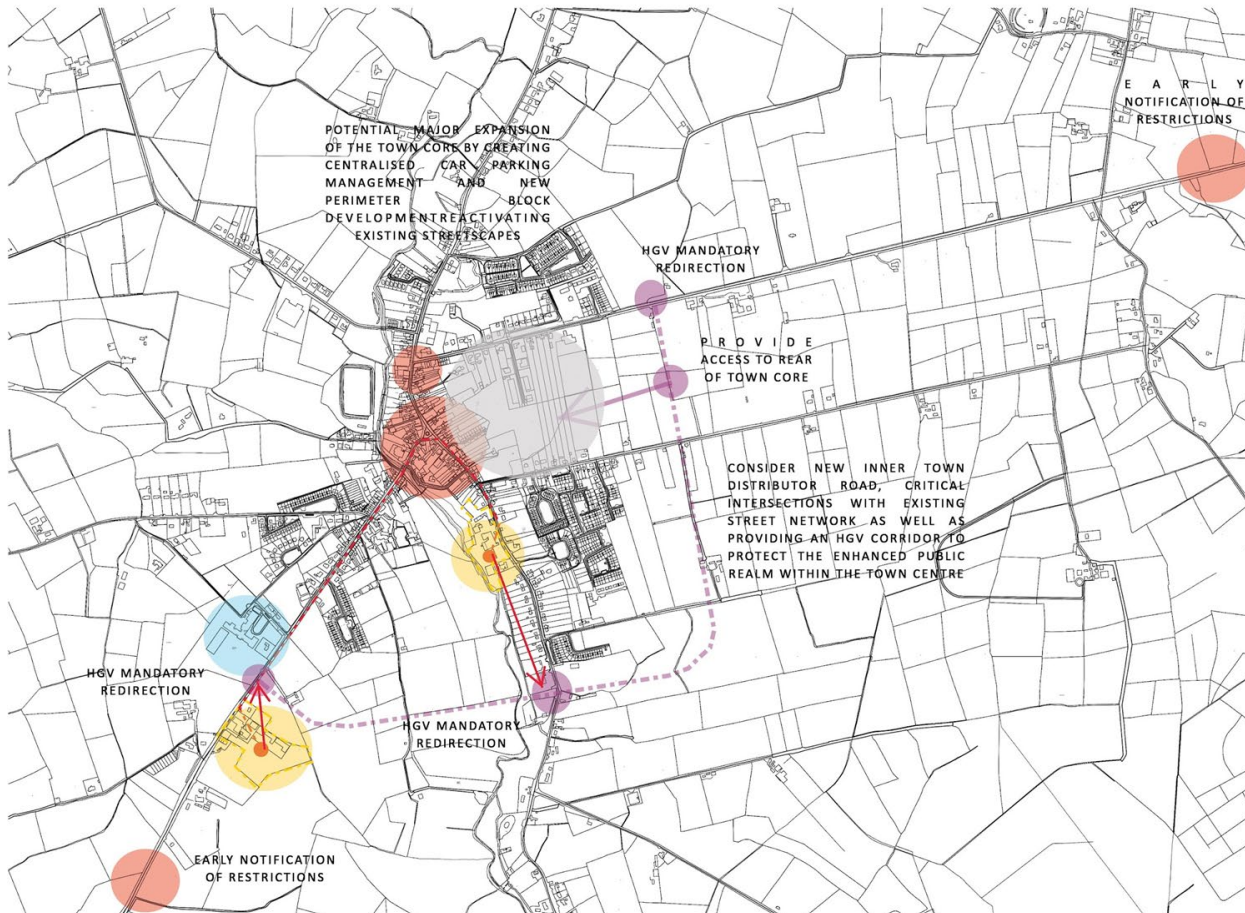 EARLY
NOTIFICATION OF
RESTRICTIONS
POTENTIAL MAJOR EXPANSION
OF THE TOWN CORE BY CREATING
CENTRALISED CAR PARKING
MANAGEMENT AND NEW
PERIMETER BLOCK
DEVELOPMENTREACTIVATING
EXISTING STREETSCAPES
HGV MANDATORY
REDIRECTION
PROVIDE
ACCESS TO REAR
OF TOWN CORE
CONSIDER NEW INNER TOWN
DISTRIBUTOR ROAD, CRITICAL
INTERSECTIONS WITH EXISTING
STREET NETWORK AS WELL AS
PROVIDING AN HGV CORRIDOR TO
PROTECT THE ENHANCED PUBLIC
REALM WITHIN THE TOWN CENTRE
HGV MANDATORY
REDIRECTION
HGV MANDATORY
REDIRECTION
EARLY NOTIFICATION
OF RESTRICTIONS